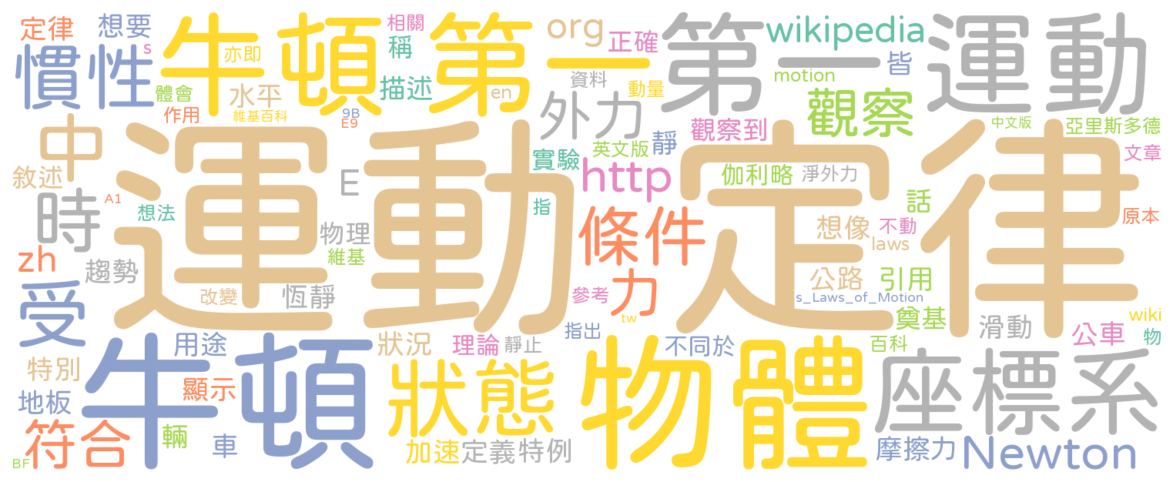 定律 想要 牛頓 第一 第一 運動
相關 org 正確 wikipedia
慣性 s 亦即 稱 皆
體會 水平 描述 資料 motion
作用 維基百科 en 動量 外力 觀察
9B E9 觀察到 中文版 亞里斯多德
中 運動定律 實驗 英文版 靜 文章
敘述 E http 伽利略 淨外力
時 A1 想法 指 條件 話 原本
物理 想像 不動 laws
zh 趨勢 維基 力 公路 引用
受 改變 恆靜 參考 s_Laws_of_Motion
tw 指出 奠基 滑動 公車 wiki
特別 用途 牛頓 狀況 理論 靜止 不同於 百科 物
地板 顯示 狀態 物體 座標系
符合 輛 車 加速 定義 特例 摩擦力 Newton
BF